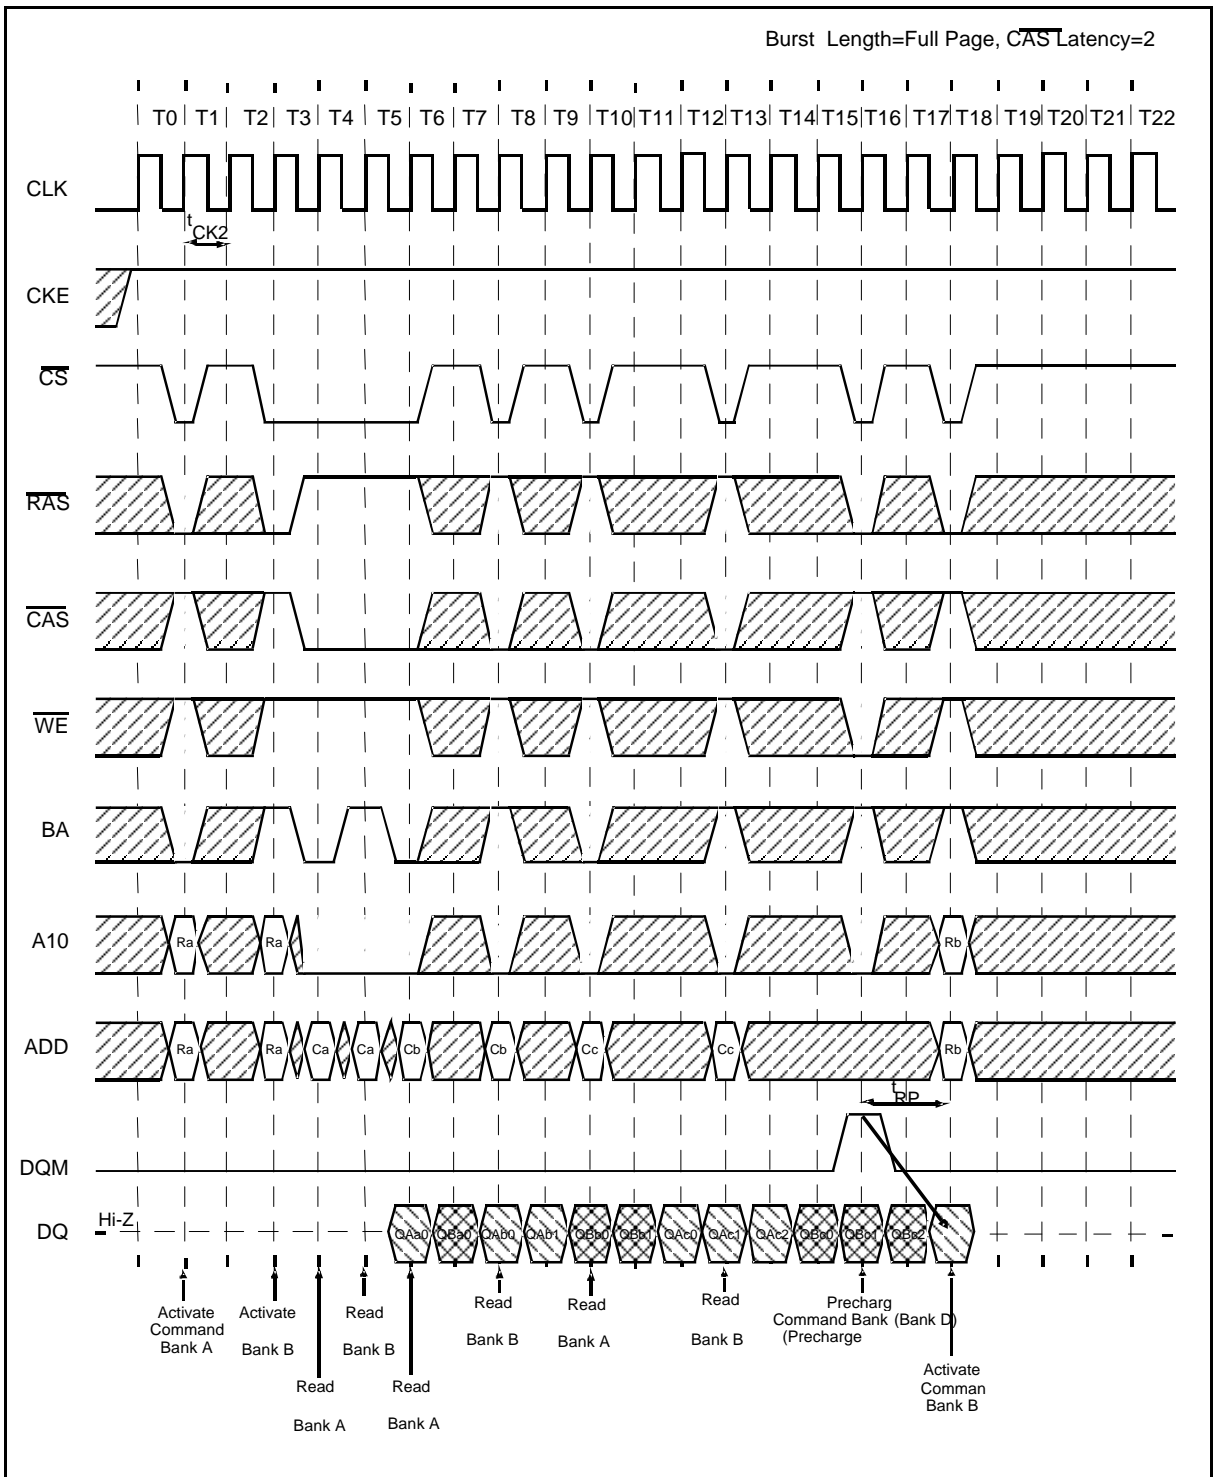 Burst Length=Full Page, CAS Latency=2
T0 T1 T2 T3 T4 T5 T6 T7 T8 T9 T10 T11 T12 T13 T14 T15 T16 T17 T18 T19 T20 T21 T22
CLK
tCK2
CKE
CS
RAS
CAS
WE
BA
A10
Ra Ra Rb
ADD
Ra Ra Ca Ca Cb Cb Cc Cc Rb
tRP
DQM
DQ
Hi-Z
QAa0 QBa0 QAb0 QAb1 QBb0 QBb1 QAc0 QAc1 QAc2 QBc0 QBc1 QBc2
Activate
Command
Bank A
Activate
Bank B
Read
Bank A
Read
Bank B
Read
Bank A
Read
Bank B
Read
Bank A
Read
Bank B
Precharg
Command Bank (Bank D)
(Precharge
Activate
Comman
Bank B